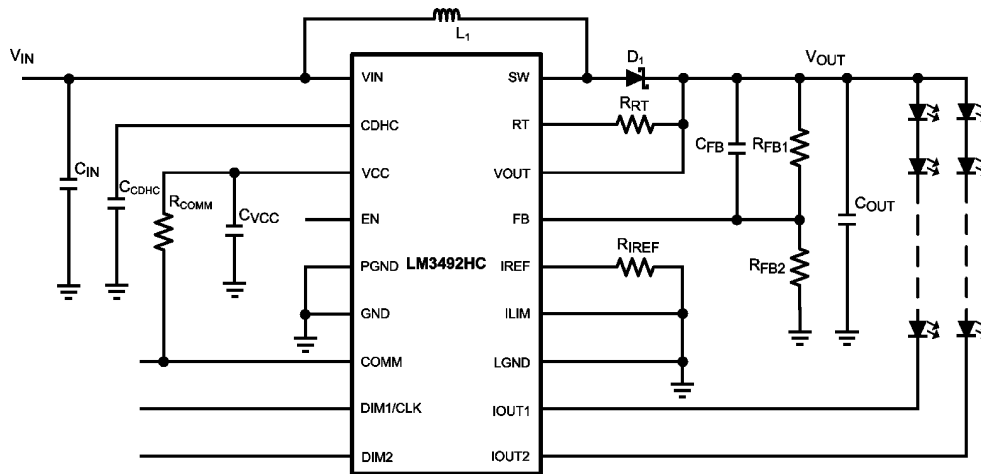 L1
VIN
D1
VOUT
VIN
SW
RRT
CDHC
RT
CFB
RFB1
CIN
CCDHC
RCOMM
VCC
VOUT
CVCC
EN
FB
COUT
RIREF
PGND
LM3492HC
IREF
RFB2
GND
ILIM
COMM
LGND
DIM1/CLK
IOUT1
DIM2
IOUT2